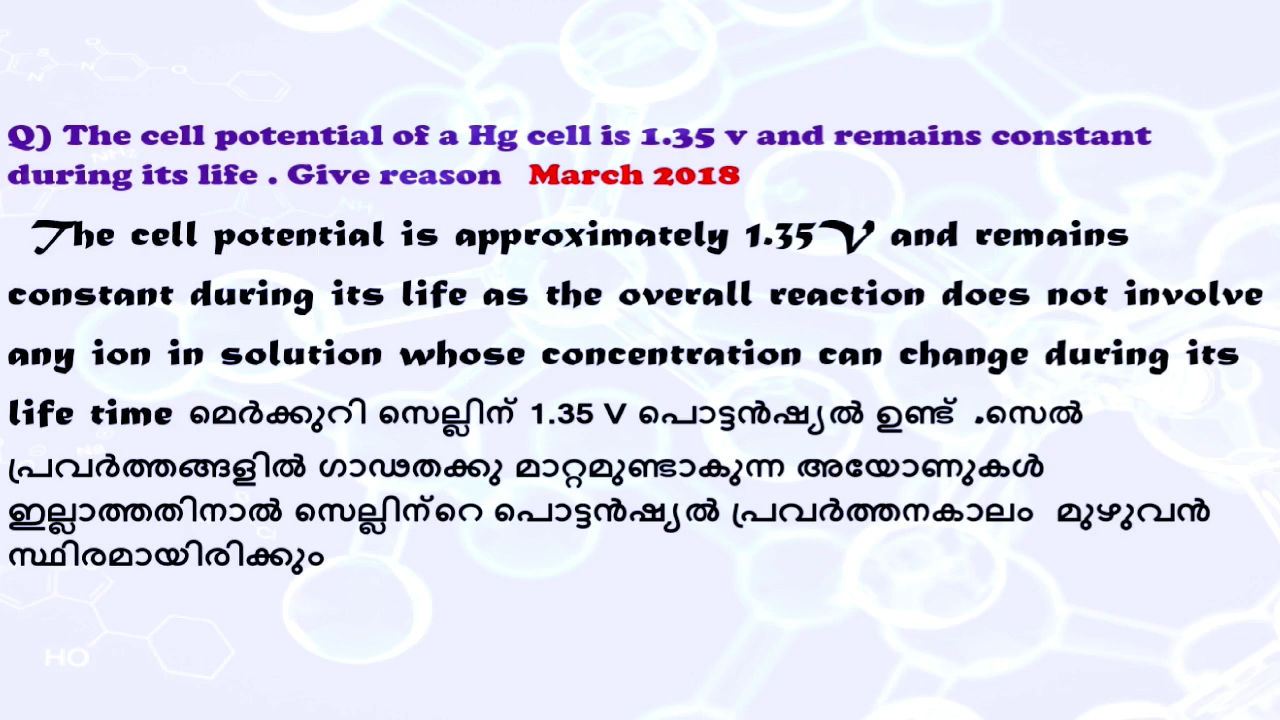 Q) The cell potential of a Hg cell is 1.35 v and remains constant
during its life . Give reason March 2018
The cell potential is approximately 1.35V and remains
constant during its life as the overall reaction does not involve
any ion in solution whose concentration can change during its
life time മെർക്കുറി സെല്ലിന് 1.35 V പൊട്ടൻഷ്യൽ ഉണ്ട് .സെൽ
പ്രവർത്തങ്ങളിൽ ഗാഢതക്കു മാറ്റമുണ്ടാകുന്ന അയോണുകൾ
ഇല്ലാത്തതിനാൽ സെല്ലിന്റെ പൊട്ടൻഷ്യൽ പ്രവർത്തനകാലം മുഴുവൻ
സ്ഥിരമായിരിക്കും
HO